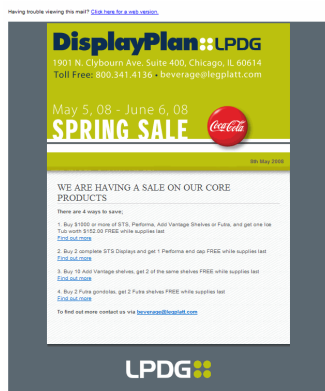 Having trouble viewing this mail? Click here for a web version.
DisplayPlan LPDG
1901 N. Clybourn Ave. Suite 400, Chicago, IL 60614
Toll Free: 800.341.4136 • beverage@legplatt.com
May 5, 08 - June 6, 08
SPRING SALE
Coca-Cola
8th May 2008
WE ARE HAVING A SALE ON OUR CORE
PRODUCTS
There are 4 ways to save;
1. Buy $1000 or more of STS, Performa, Add Vantage Shelves or Futra, and get one Ice
Tub worth $152.00 FREE while supplies last
Find out more
2. Buy 2 complete STS Displays and get 1 Performa end cap FREE while supplies last
Find out more
3. Buy 10 Add Vantage shelves, get 2 of the same shelves FREE while supplies last
Find out more
4. Buy 2 Futra gondolas, get 2 Futra shelves FREE while supplies last
Find out more
To find out more contact us via beverage@legplatt.com
LPDG